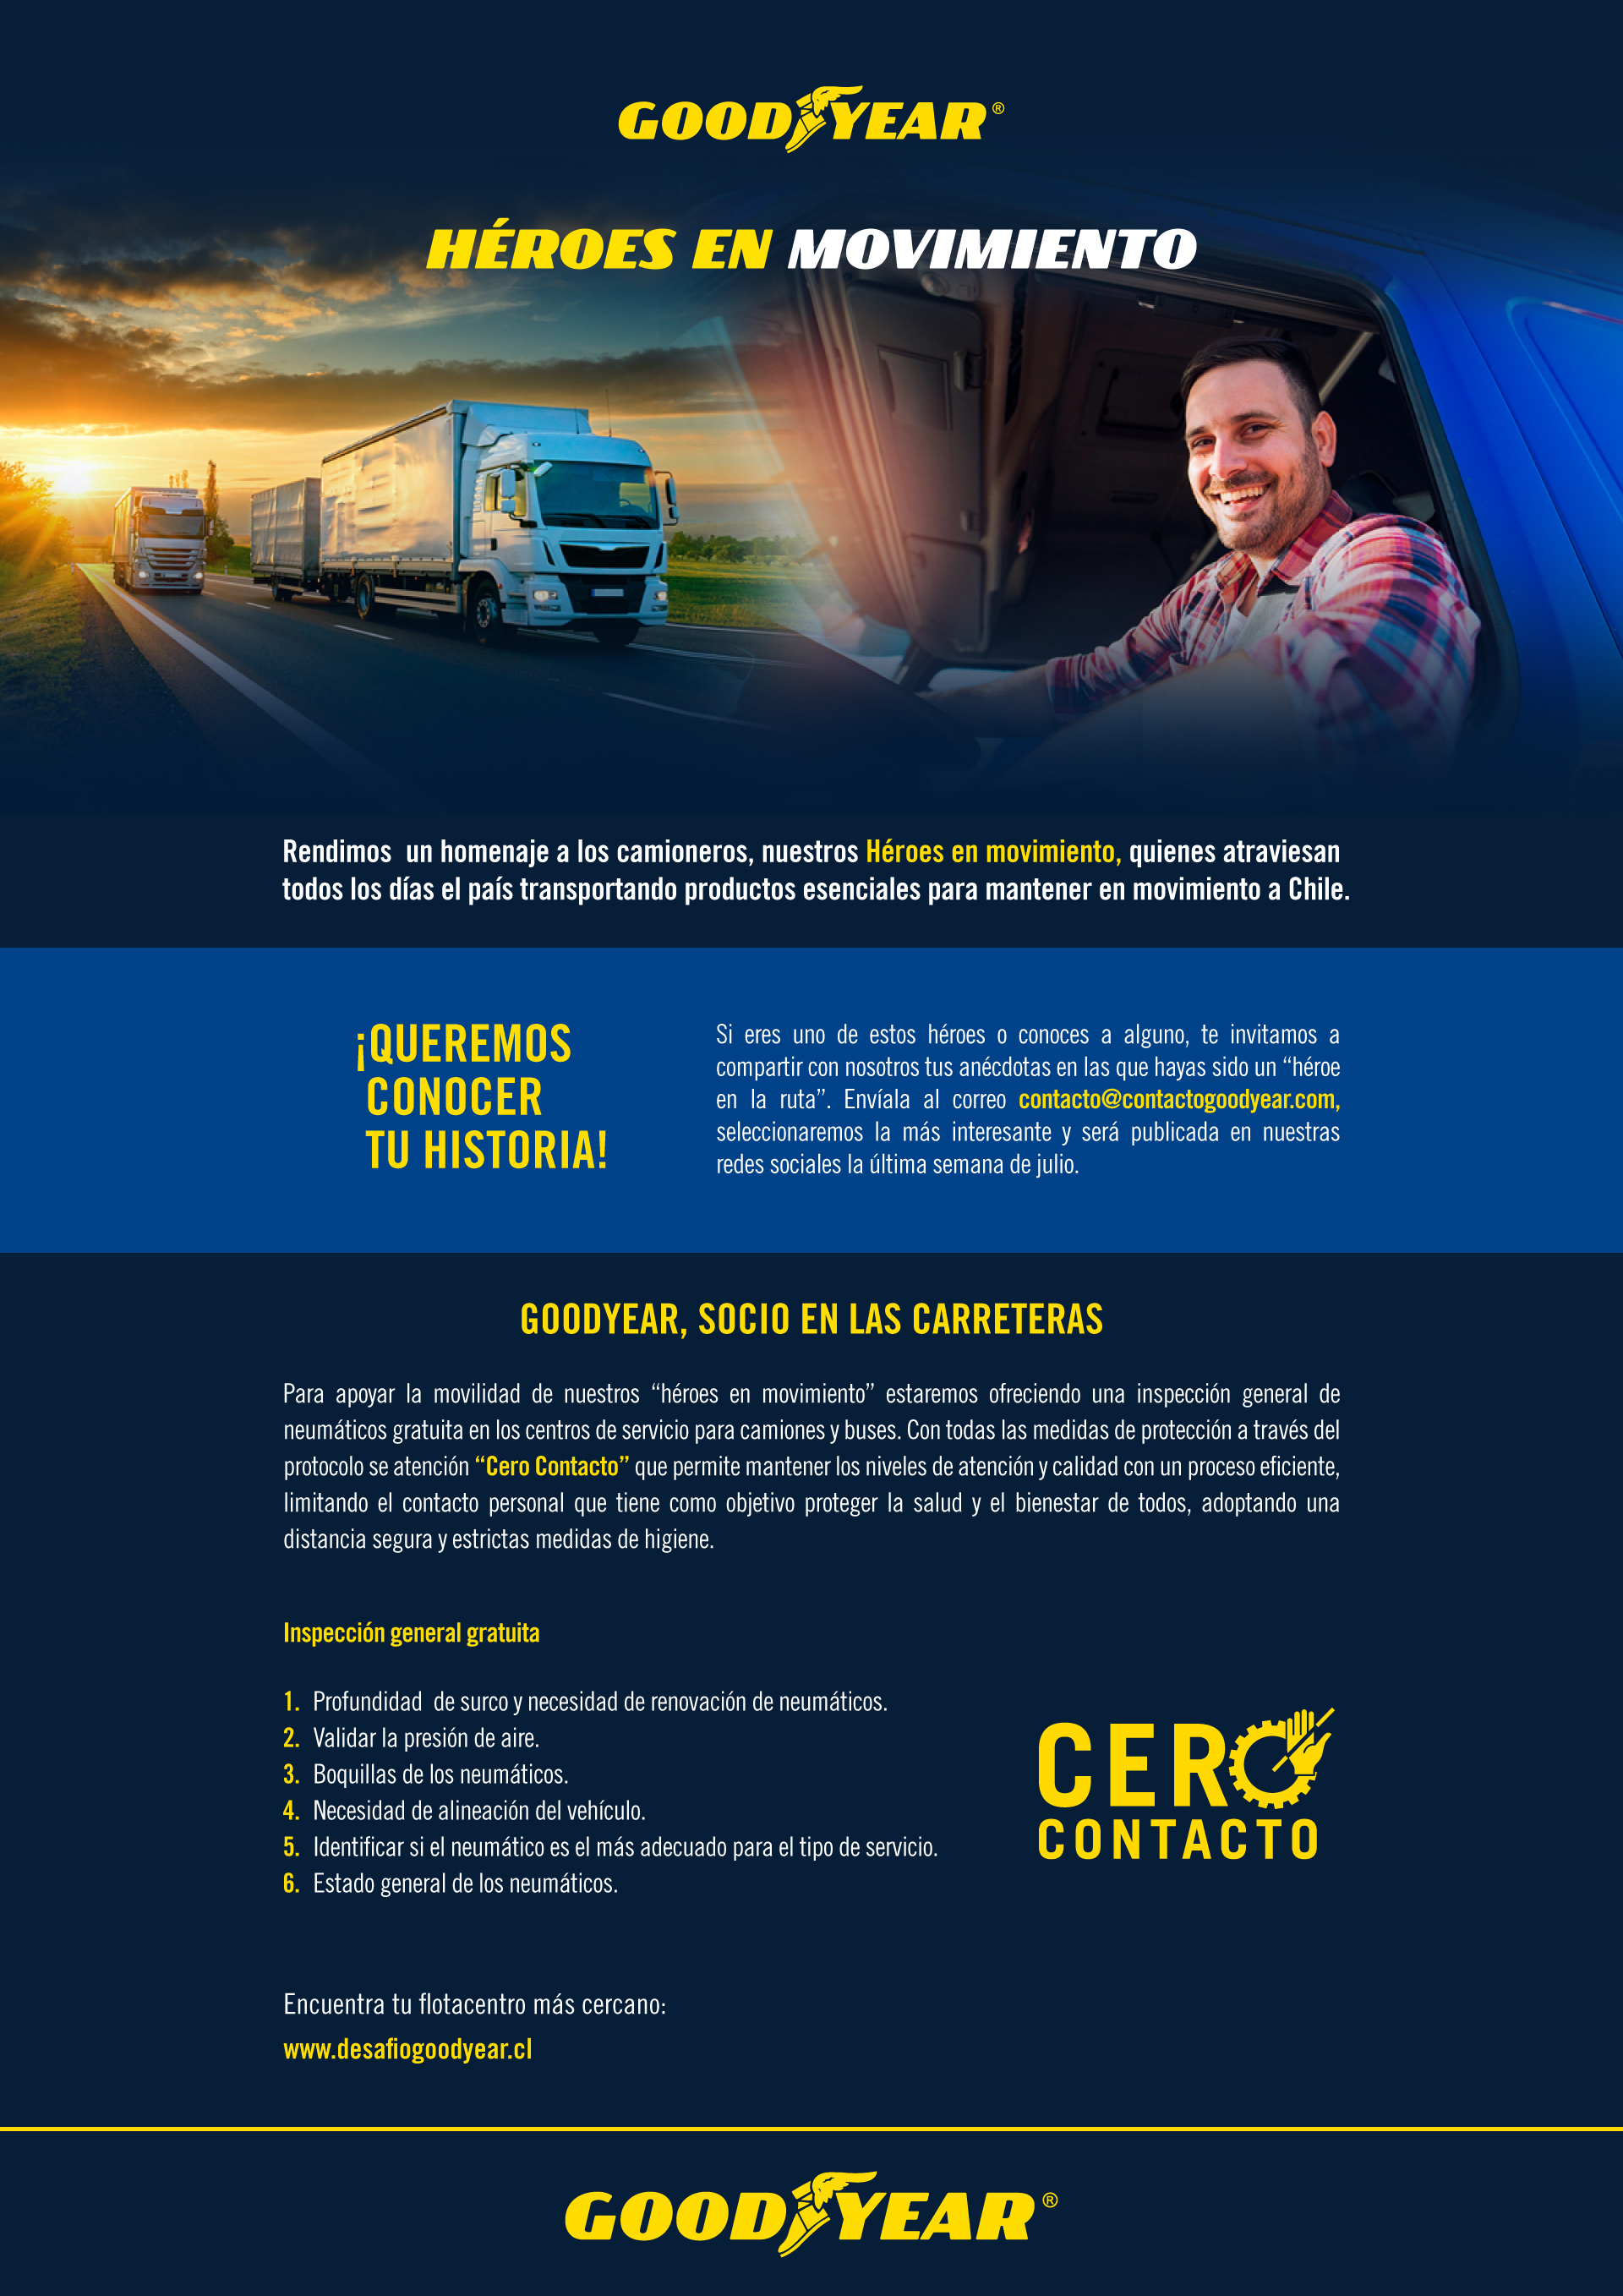 GOODYEAR®
HÉROES EN MOVIMIENTO
Rendimos un homenaje a los camioneros, nuestros Héroes en movimiento, quienes atraviesan
todos los días el país transportando productos esenciales para mantener en movimiento a Chile.
¡QUEREMOS
CONOCER
TU HISTORIA!
Si eres uno de estos héroes o conoces a alguno, te invitamos a
compartir con nosotros tus anécdotas en las que hayas sido un “héroe
en la ruta”. Envíala al correo contacto@contactogoodyear.com,
seleccionaremos la más interesante y será publicada en nuestras
redes sociales la última semana de julio.
GOODYEAR, SOCIO EN LAS CARRETERAS
Para apoyar la movilidad de nuestros “héroes en movimiento” estaremos ofreciendo una inspección general de
neumáticos gratuita en los centros de servicio para camiones y buses. Con todas las medidas de protección a través del
protocolo se atención “Cero Contacto” que permite mantener los niveles de atención y calidad con un proceso eficiente,
limitando el contacto personal que tiene como objetivo proteger la salud y el bienestar de todos, adoptando una
distancia segura y estrictas medidas de higiene.
Inspección general gratuita
1. Profundidad de surco y necesidad de renovación de neumáticos.
2. Validar la presión de aire.
3. Boquillas de los neumáticos.
4. Necesidad de alineación del vehículo.
5. Identificar si el neumático es el más adecuado para el tipo de servicio.
6. Estado general de los neumáticos.
CERO
CONTACTO
Encuentra tu flotacentro más cercano:
www.desafiogoodyear.cl
GOODYEAR®